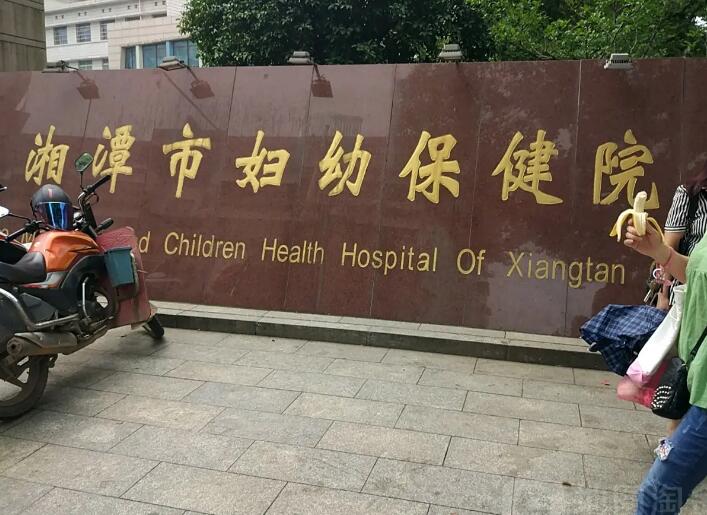 湘潭市妇幼保健院
d Children Health Hospital Of Xiangtan